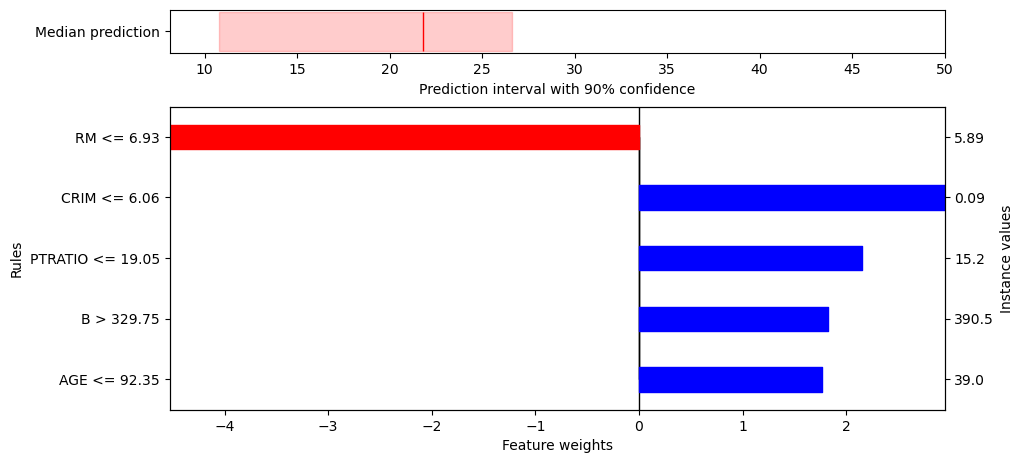 Median prediction
10 15 20 25 30 35 40 45 50
Prediction interval with 90% confidence
RM <= 6.93 5.89
CRIM <= 6.06 0.09
PTRATIO <= 19.05 15.2
B > 329.75 390.5
AGE <= 92.35 39.0
Rules
Instance values
−4 −3 −2 −1 0 1 2
Feature weights